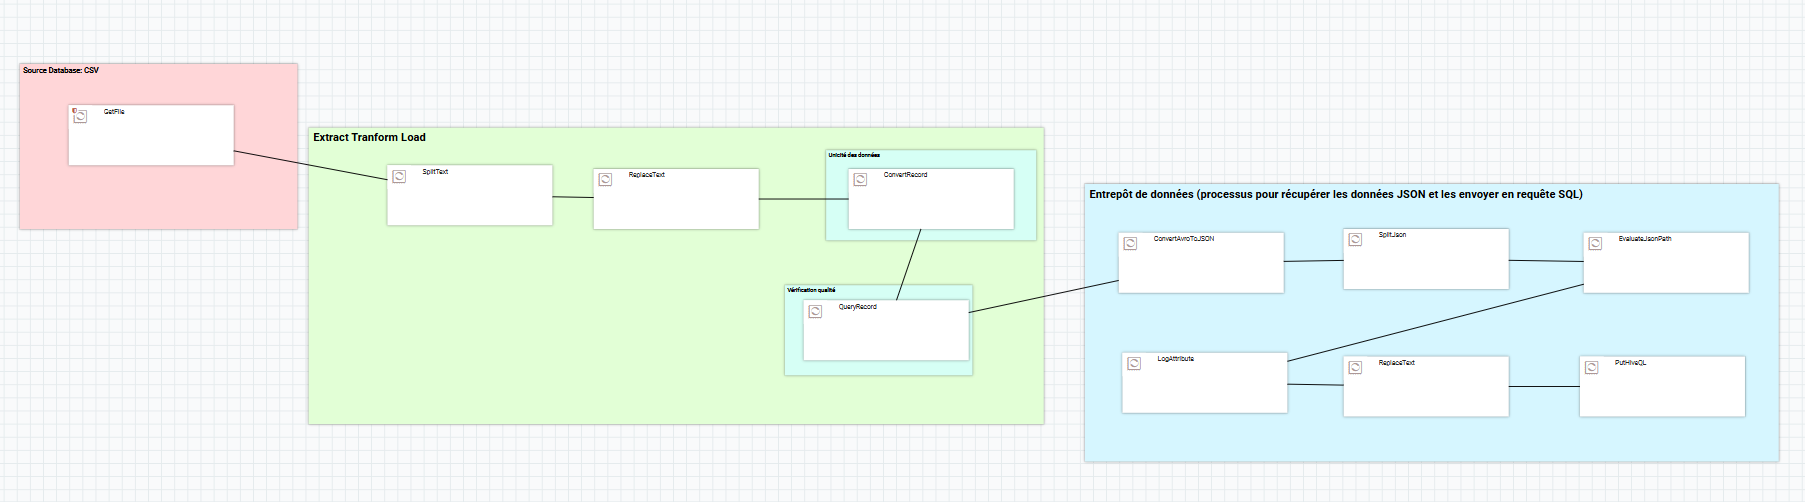 Source Database: CSV
GetFile
Extract Tranform Load
SplitText
ReplaceText
Unicité des données
ConvertRecord
Vérification qualité
QueryRecord
Entrepôt de données (processus pour récupérer les données JSON et les envoyer en requête SQL)
ConvertAvroToJSON
SplitJson
EvaluateJsonPath
LogAttribute
ReplaceText
PutHiveQL